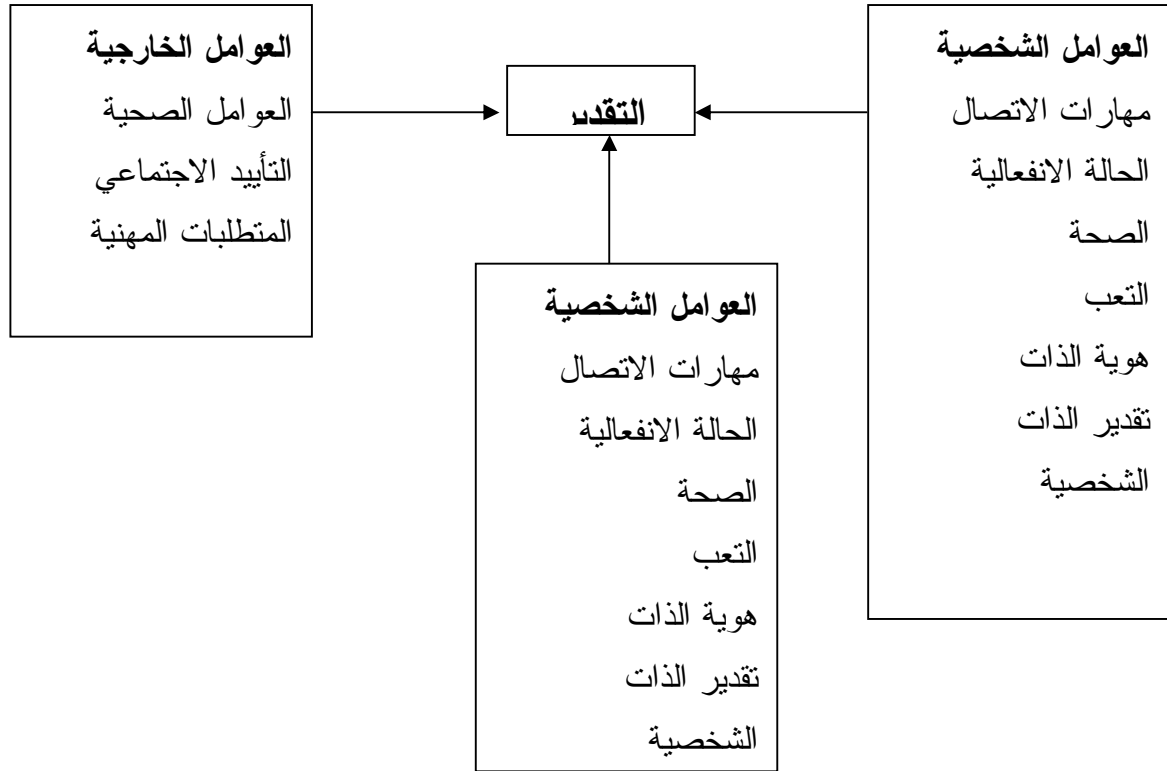 العوامل الشخصية
مهارات الاتصال
الحالة الانفعالية
الصحة
التعب
هوية الذات
تقدير الذات
الشخصية
التقدير
العوامل الخارجية
العوامل الصحية
التأييد الاجتماعي
المتطلبات المهنية
العوامل الشخصية
مهارات الاتصال
الحالة الانفعالية
الصحة
التعب
هوية الذات
تقدير الذات
الشخصية